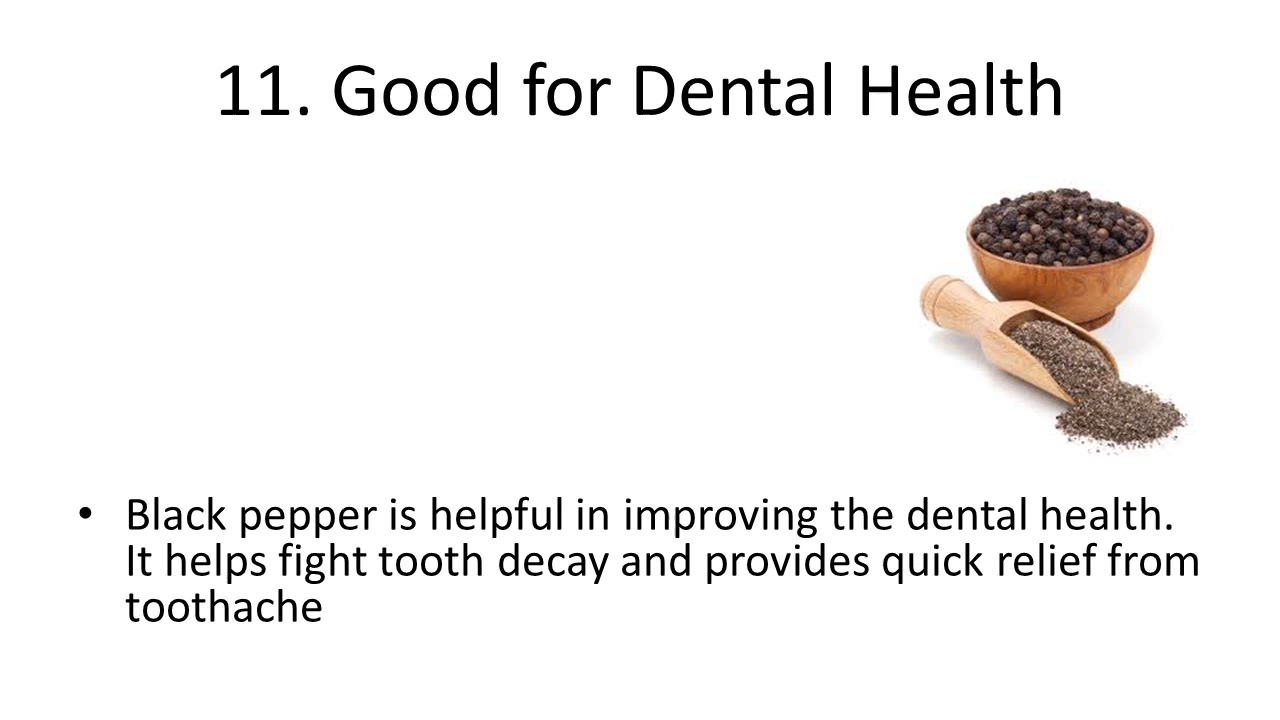 11. Good for Dental Health
• Black pepper is helpful in improving the dental health.
It helps fight tooth decay and provides quick relief from
toothache